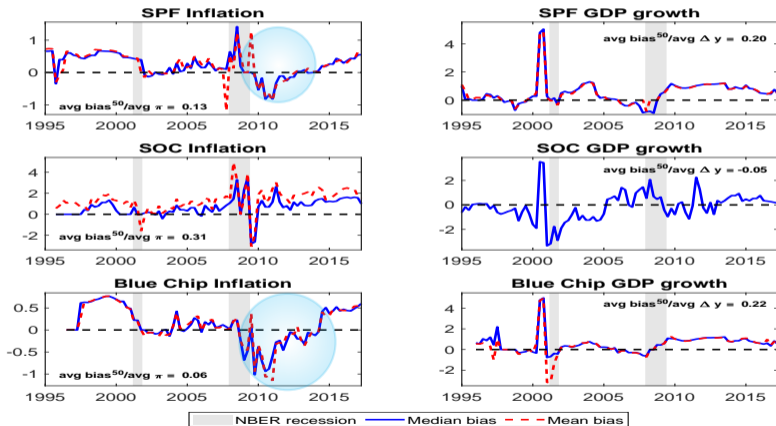 SPF Inflation
1
0
-1
avg bias⁵⁰/avg π = 0.13
1995 2000 2005 2010 2015
SPF GDP growth
avg bias⁵⁰/avg Δ y = 0.20
4
2
0
1995 2000 2005 2010 2015
SOC Inflation
4
2
0
-2
avg bias⁵⁰/avg π = 0.31
1995 2000 2005 2010 2015
SOC GDP growth
avg bias⁵⁰/avg Δ y = -0.05
2
0
-2
1995 2000 2005 2010 2015
Blue Chip Inflation
0.5
0
-0.5
-1
avg bias⁵⁰/avg π = 0.06
1995 2000 2005 2010 2015
Blue Chip GDP growth
avg bias⁵⁰/avg Δ y = 0.22
4
2
0
-2
1995 2000 2005 2010 2015
NBER recession Median bias Mean bias